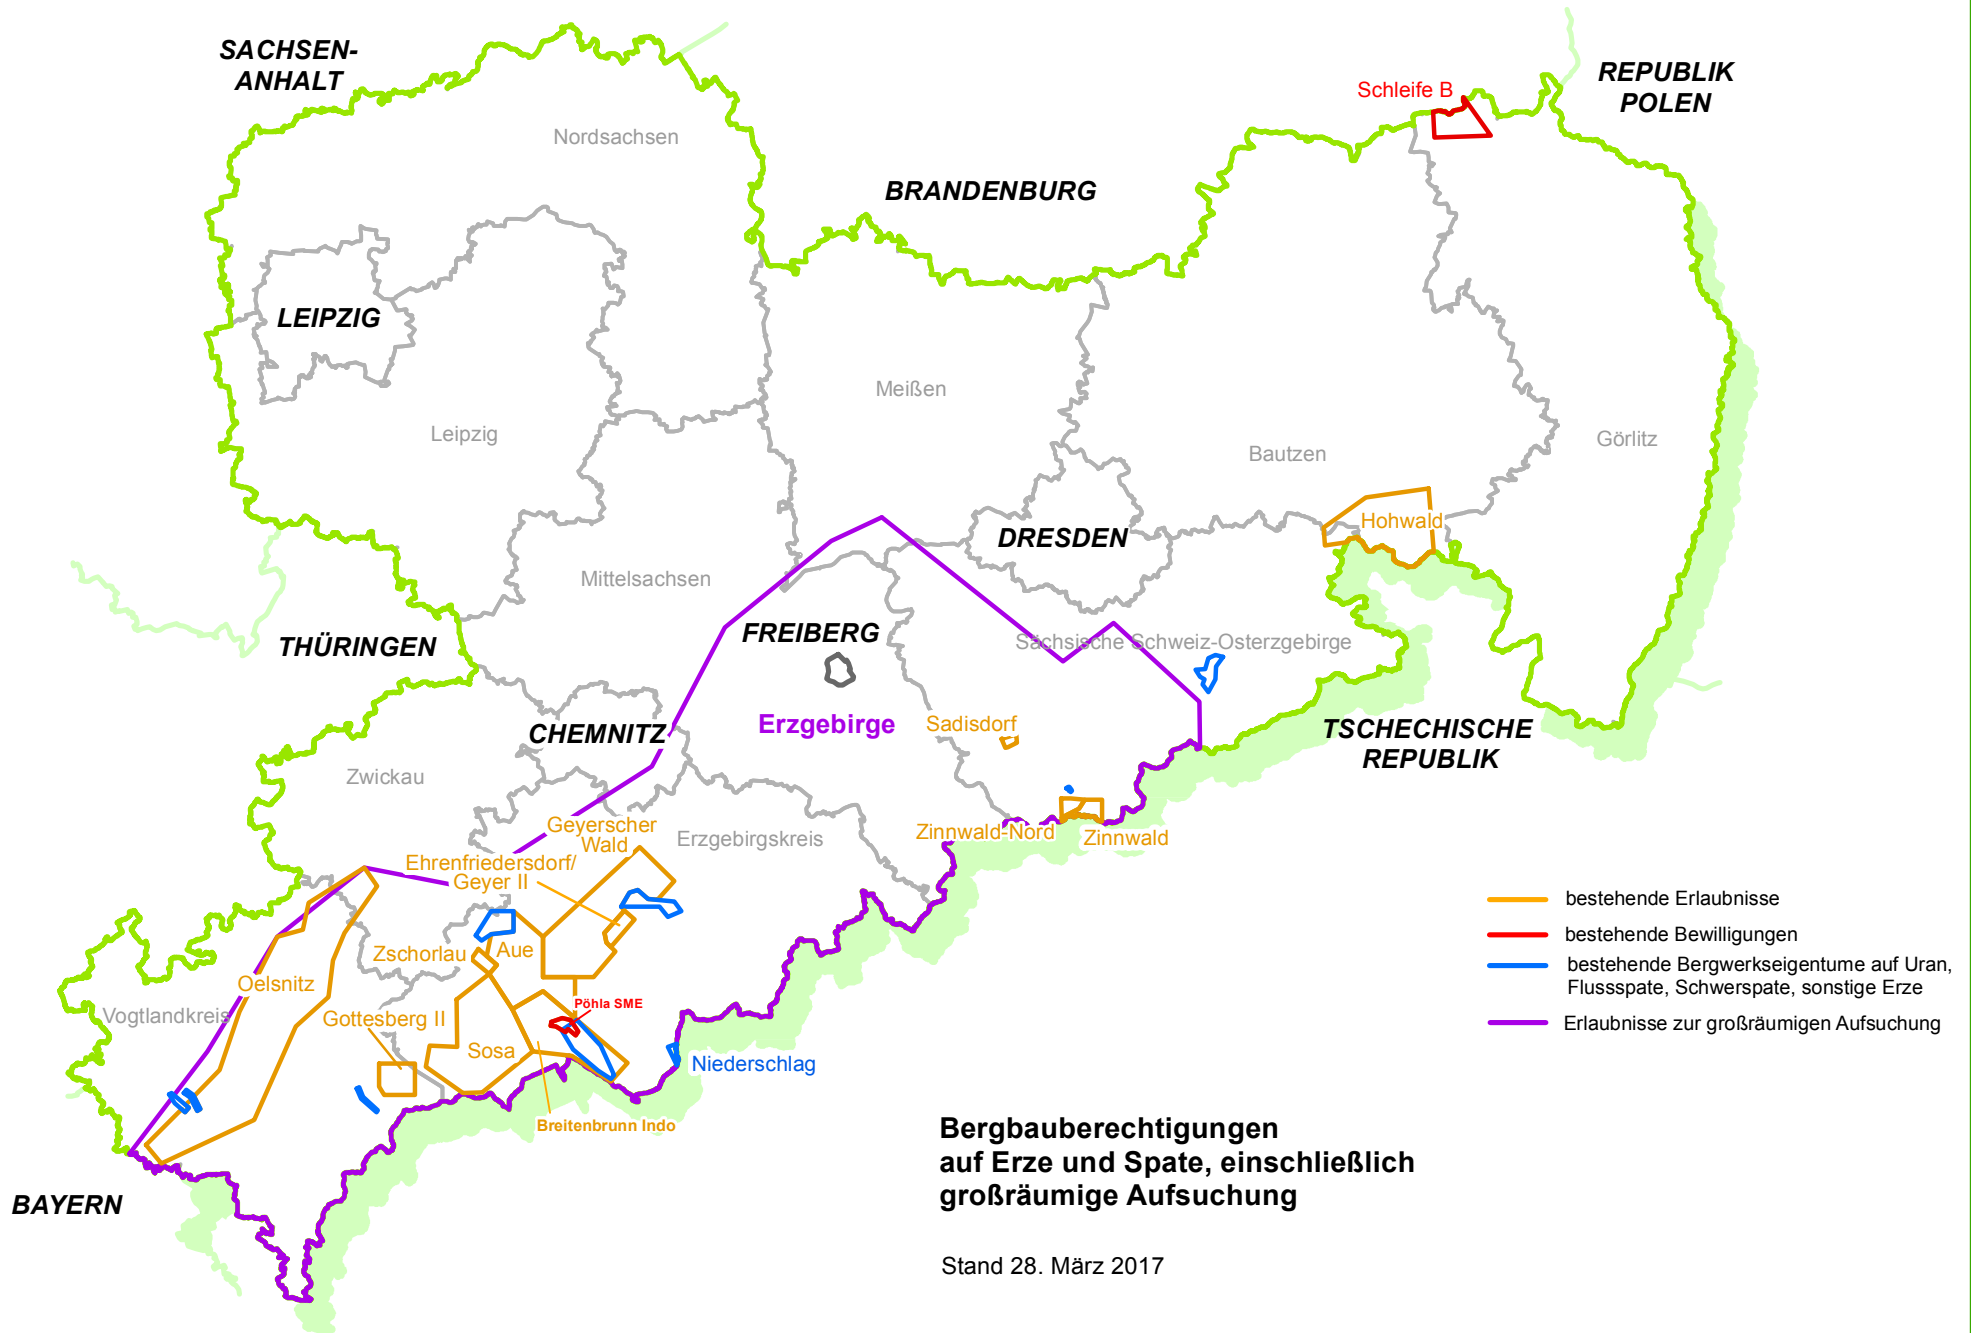 SACHSEN-
ANHALT
REPUBLIK
POLEN
Schleife B
Nordsachsen
BRANDENBURG
LEIPZIG
Meißen
Leipzig
Görlitz
Bautzen
Hohwald
DRESDEN
Mittelsachsen
FREIBERG
THÜRINGEN
Sächsische Schweiz-Osterzgebirge
Erzgebirge
Sadisdorf
CHEMNITZ
TSCHECHISCHE
REPUBLIK
Zwickau
Geyerscher
Wald
Erzgebirgskreis
Zinnwald-Nord
Zinnwald
Ehrenfriedersdorf/
Geyer II
bestehende Erlaubnisse
bestehende Bewilligungen
bestehende Bergwerkseigentume auf Uran,
Flussspate, Schwerspate, sonstige Erze
Erlaubnisse zur großräumigen Aufsuchung
Zschorlau
Aue
Oelsnitz
Pöhla SME
Vogtlandkreis
Gottesberg II
Sosa
Niederschlag
Breitenbrunn Indo
Bergbauberechtigungen
auf Erze und Spate, einschließlich
großräumige Aufsuchung
BAYERN
Stand 28. März 2017